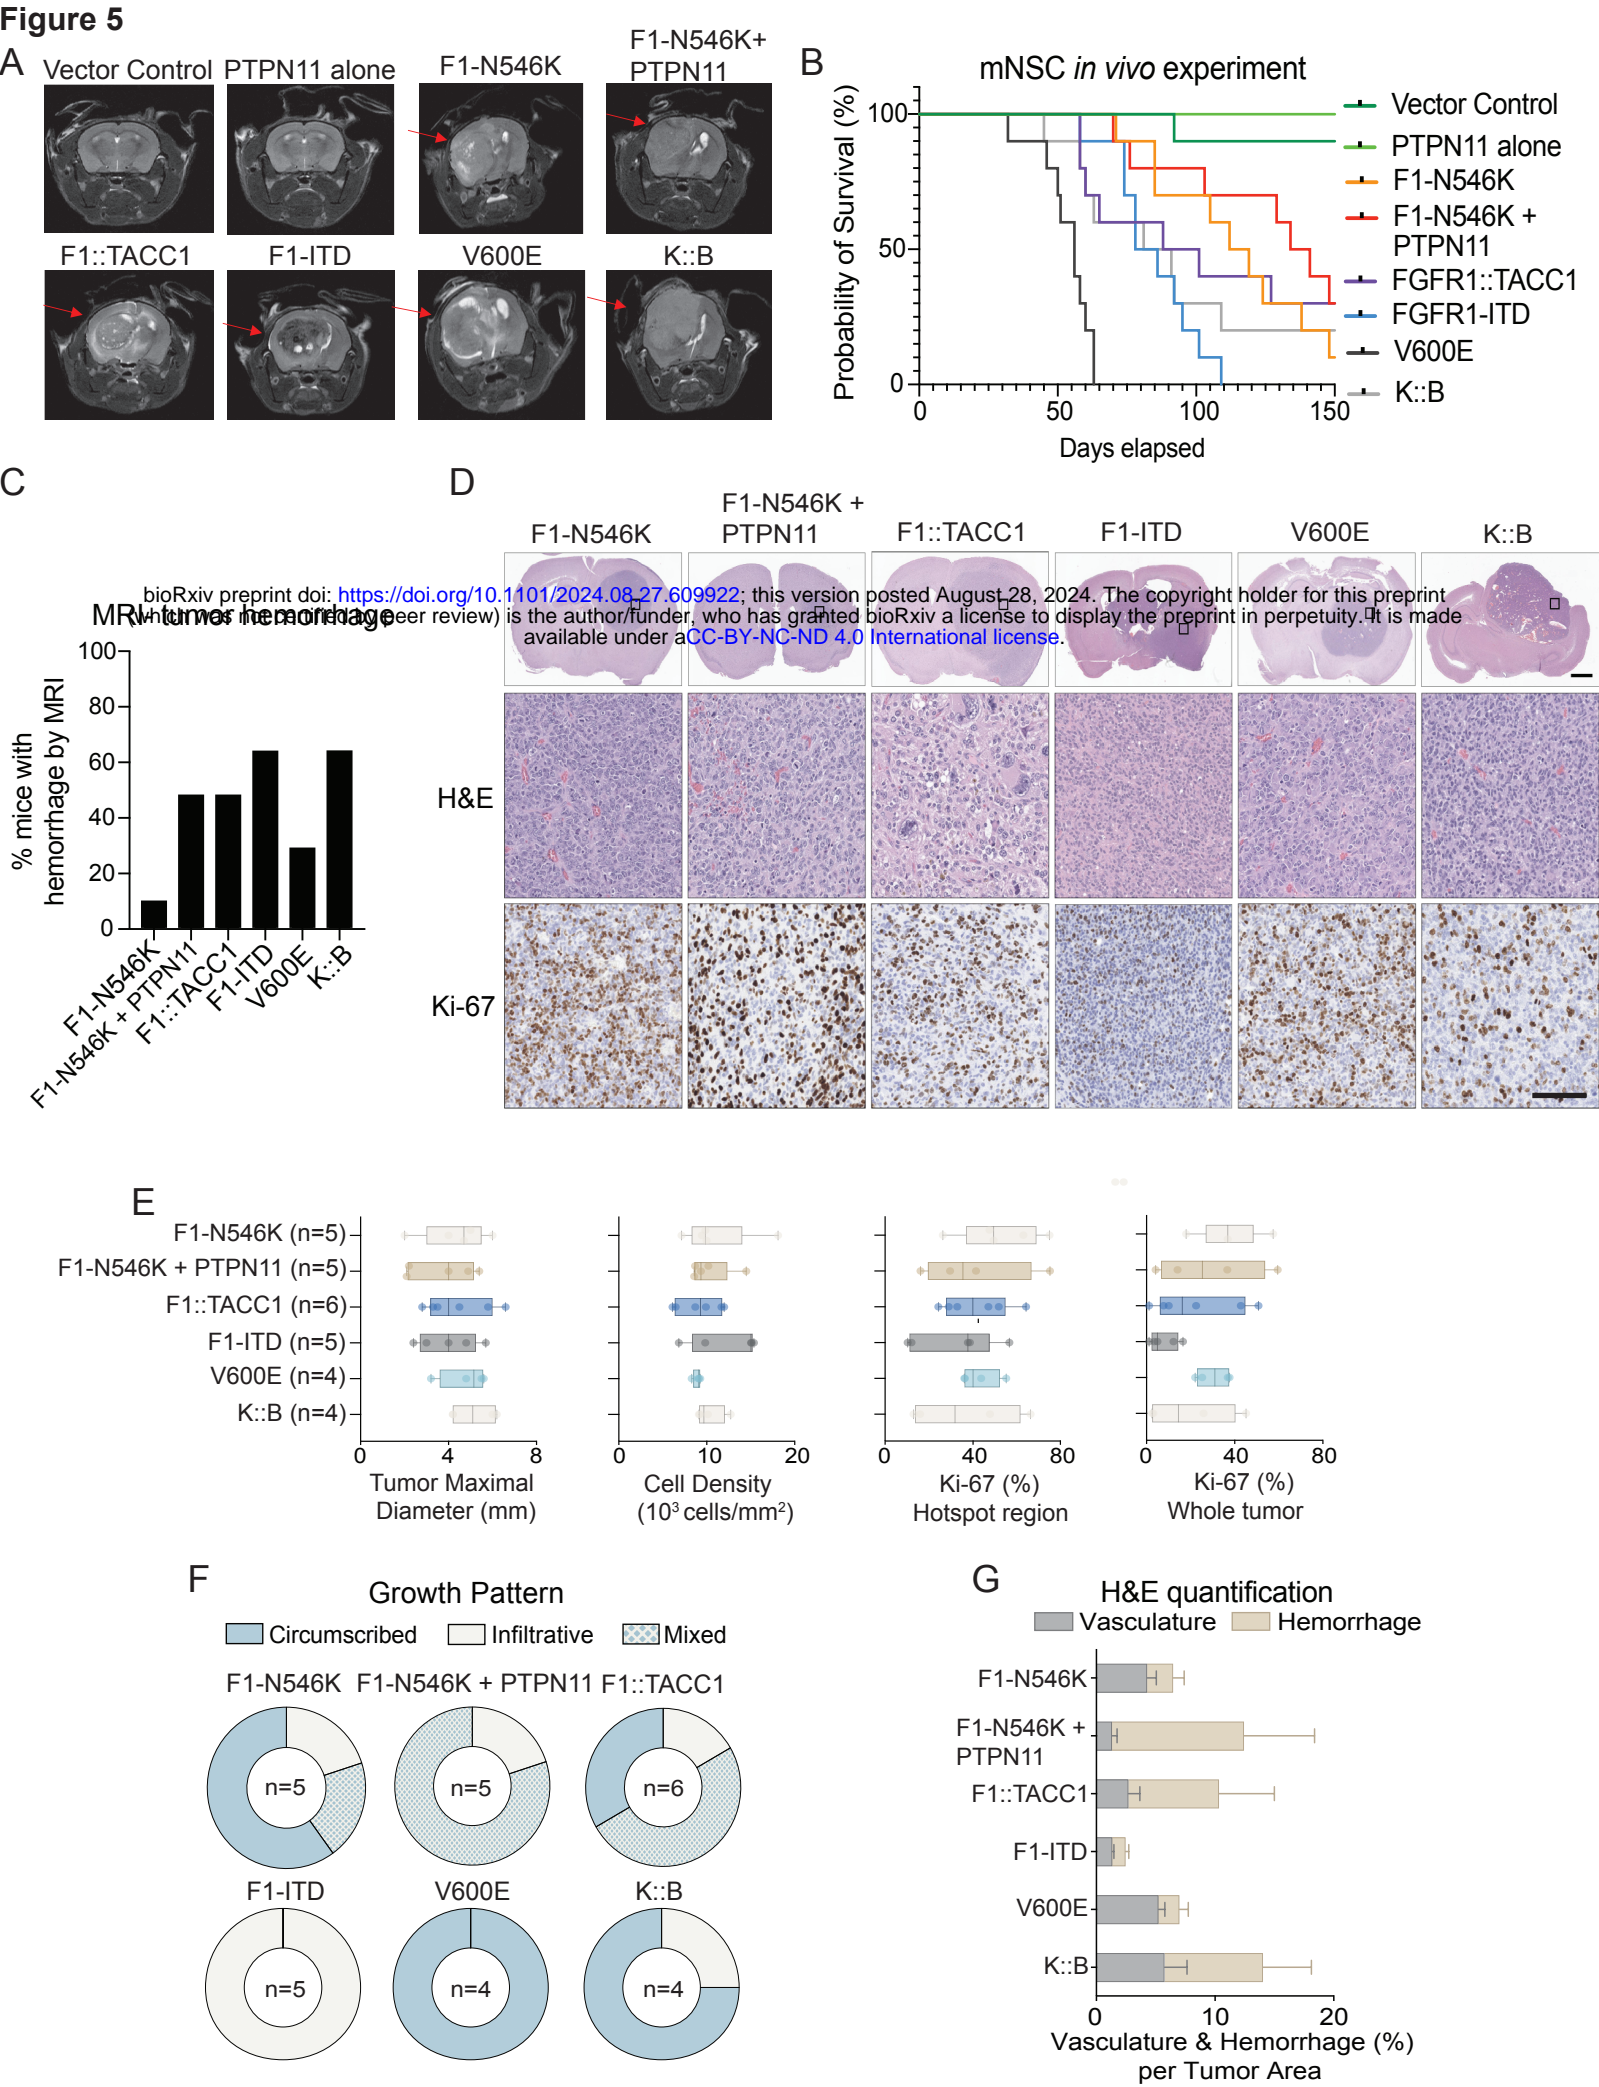 Figure 5
A
Vector Control
PTPN11 alone
F1-N546K
F1-N546K+
PTPN11
F1::TACC1
F1-ITD
V600E
K::B
B
mNSC in vivo experiment
Probability of Survival (%)
100
50
0
0
50
100
150
Days elapsed
Vector Control
PTPN11 alone
F1-N546K
F1-N546K +
PTPN11
FGFR1::TACC1
FGFR1-ITD
V600E
K::B
C
MRI- tumor hemorrhage
% mice with
hemorrhage by MRI
100
80
60
40
20
0
F1-N546K
F1-N546K + PTPN11
F1::TACC1
F1-ITD
V600E
K::B
D
F1-N546K
F1-N546K +
PTPN11
F1::TACC1
F1-ITD
V600E
K::B
bioRxiv preprint doi: https://doi.org/10.1101/2024.08.27.609922; this version posted August 28, 2024. The copyright holder for this preprint
(which was not certified by peer review) is the author/funder, who has granted bioRxiv a license to display the preprint in perpetuity. It is made
available under aCC-BY-NC-ND 4.0 International license.
H&E
Ki-67
E
F1-N546K (n=5)
F1-N546K + PTPN11 (n=5)
F1::TACC1 (n=6)
F1-ITD (n=5)
V600E (n=4)
K::B (n=4)
0
4
8
Tumor Maximal
Diameter (mm)
0
10
20
Cell Density
(10³ cells/mm²)
0
40
80
Ki-67 (%)
Hotspot region
0
40
80
Ki-67 (%)
Whole tumor
F
Growth Pattern
Circumscribed
Infiltrative
Mixed
F1-N546K
F1-N546K + PTPN11
F1::TACC1
n=5
n=5
n=6
F1-ITD
V600E
K::B
n=5
n=4
n=4
G
H&E quantification
Vasculature
Hemorrhage
F1-N546K
F1-N546K +
PTPN11
F1::TACC1
F1-ITD
V600E
K::B
0
10
20
Vasculature & Hemorrhage (%)
per Tumor Area